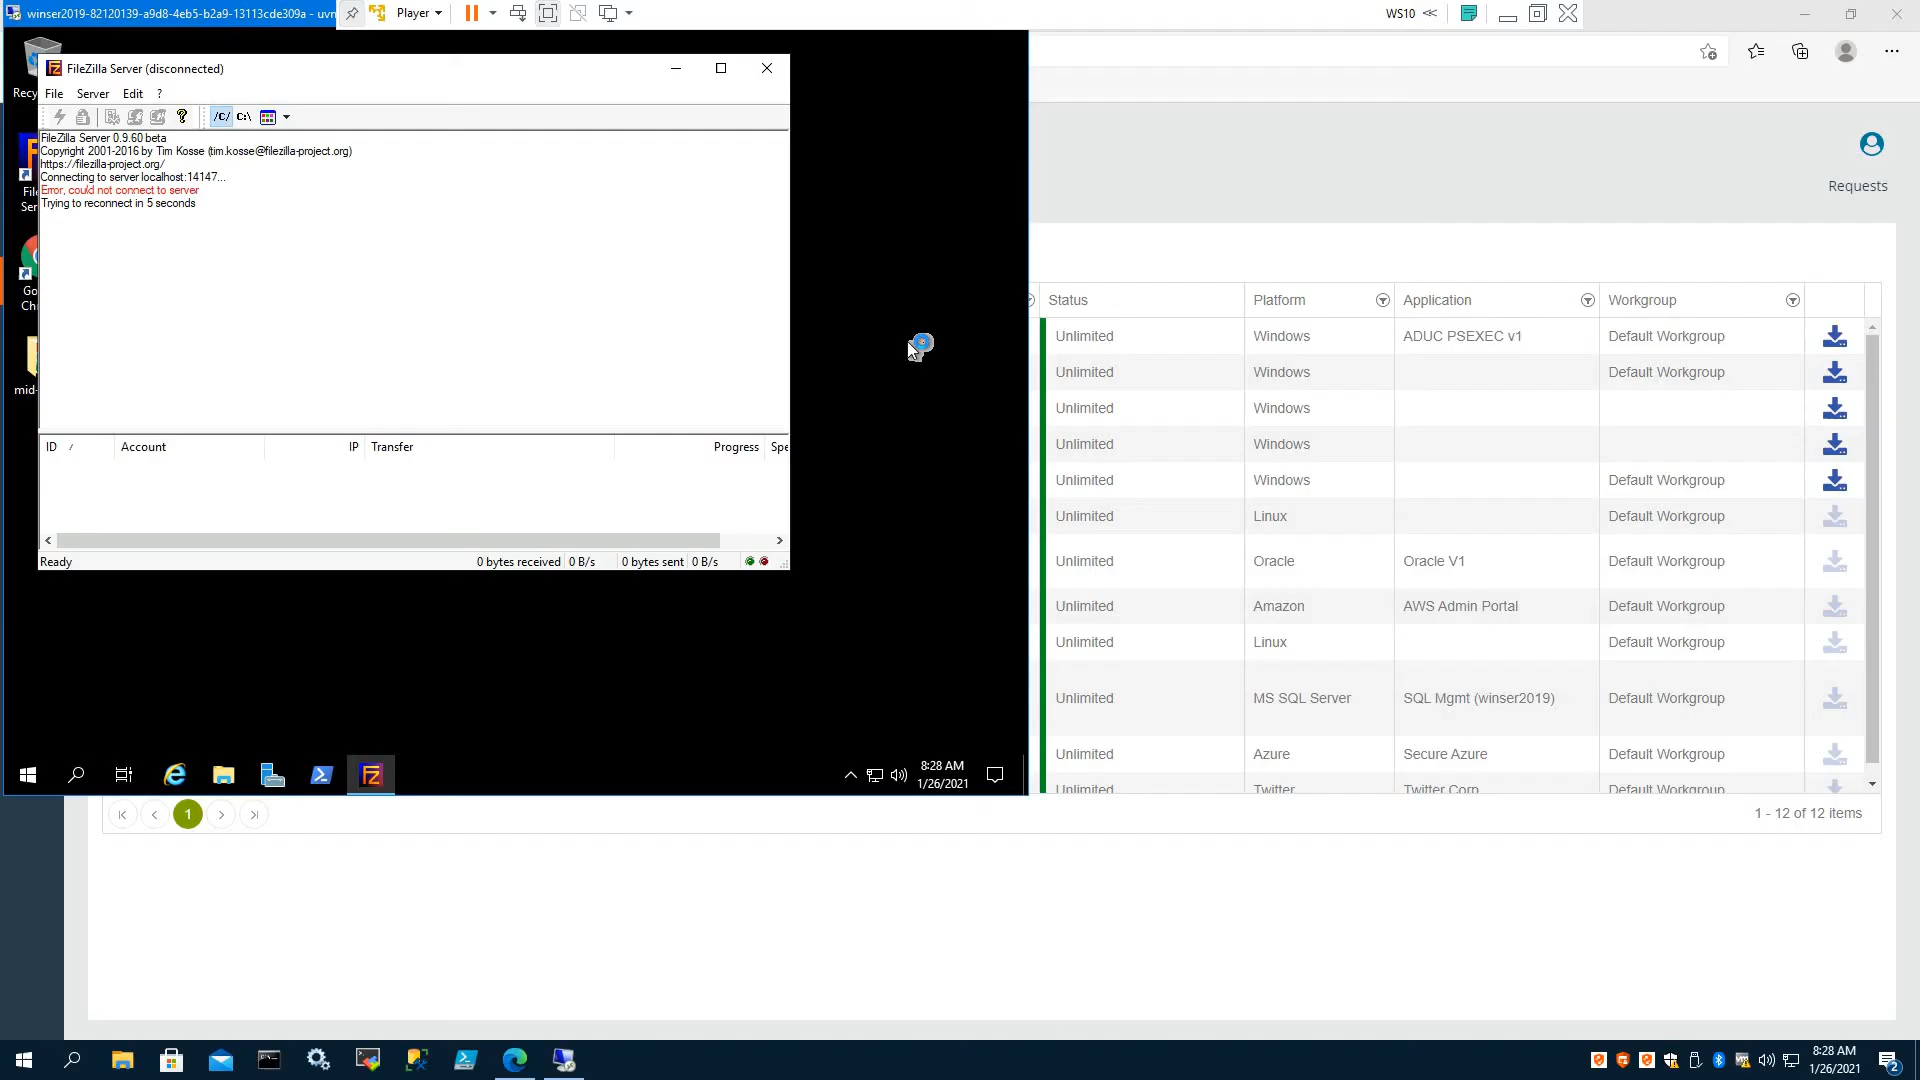 winser2019-82120139-a9d8-4eb5-b2a9-13113cde309a - uvn
Player
WS10
Recy
FileZilla Server (disconnected)
File Server Edit ?
/C/ C:\
FileZilla Server 0.9.60 beta
Copyright 2001-2016 by Tim Kosse (tim.kosse@filezilla-project.org)
https://filezilla-project.org/
Connecting to server localhost:14147...
Error, could not connect to server
Trying to reconnect in 5 seconds
Fil
Ser
Go
Chr
mid-
ID / Account IP Transfer Progress Spe
Ready 0 bytes received 0 B/s 0 bytes sent 0 B/s
8:28 AM
1/26/2021
Requests
Status Platform Application Workgroup
Unlimited Windows ADUC PSEXEC v1 Default Workgroup
Unlimited Windows Default Workgroup
Unlimited Windows
Unlimited Windows
Unlimited Windows Default Workgroup
Unlimited Linux Default Workgroup
Unlimited Oracle Oracle V1 Default Workgroup
Unlimited Amazon AWS Admin Portal Default Workgroup
Unlimited Linux Default Workgroup
Unlimited MS SQL Server SQL Mgmt (winser2019) Default Workgroup
Unlimited Azure Secure Azure Default Workgroup
Unlimited Twitter Twitter Corp Default Workgroup
1
1 - 12 of 12 items
8:28 AM
1/26/2021
2